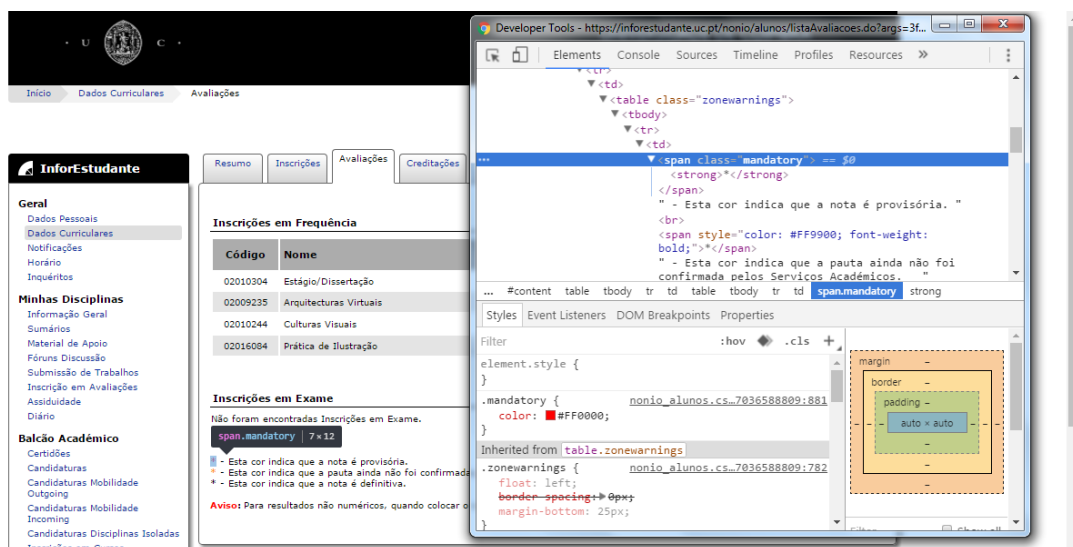 · U C ·
Início Dados Curriculares Avaliações
InforEstudante
Geral
Dados Pessoais
Dados Curriculares
Notificações
Horário
Inquéritos
Minhas Disciplinas
Informação Geral
Sumários
Material de Apoio
Fóruns Discussão
Submissão de Trabalhos
Inscrição em Avaliações
Assiduidade
Diário
Balcão Académico
Certidões
Candidaturas
Candidaturas Mobilidade
Outgoing
Candidaturas Mobilidade
Incoming
Candidaturas Disciplinas Isoladas
Resumo Inscrições Avaliações Creditações
Inscrições em Frequência
Código Nome
02010304 Estágio/Dissertação
02009235 Arquitecturas Virtuais
02010244 Culturas Visuais
02016084 Prática de Ilustração
Inscrições em Exame
Não foram encontradas Inscrições em Exame.
span.mandatory | 7×12
* - Esta cor indica que a nota é provisória.
* - Esta cor indica que a pauta ainda não foi confirmada
* - Esta cor indica que a nota é definitiva.
Aviso: Para resultados não numéricos, quando colocar o
Developer Tools - https://inforestudante.uc.pt/nonio/alunos/listaAvaliacoes.do?args=3f...
Elements Console Sources Timeline Profiles Resources »
▼<tr>
▼<td>
▼<table class="zonewarnings">
▼<tbody>
▼<tr>
▼<td>
... ▼<span class="mandatory"> == $0
<strong>*</strong>
</span>
" - Esta cor indica que a nota é provisória. "
<br>
<span style="color: #FF9900; font-weight:
bold;">*</span>
" - Esta cor indica que a pauta ainda não foi
confirmada pelos Serviços Académicos. "
... #content table tbody tr td table tbody tr td span.mandatory strong
Styles Event Listeners DOM Breakpoints Properties
Filter :hov .cls +
element.style {
}
.mandatory { nonio_alunos.cs…7036588809:881
color: #FF0000;
}
Inherited from table.zonewarnings
.zonewarnings { nonio_alunos.cs…7036588809:782
float: left;
border-spacing:▶0px;
margin-bottom: 25px;
}
margin –
border –
padding –
- - - auto × auto - - -
–
–
–
Filter Show all